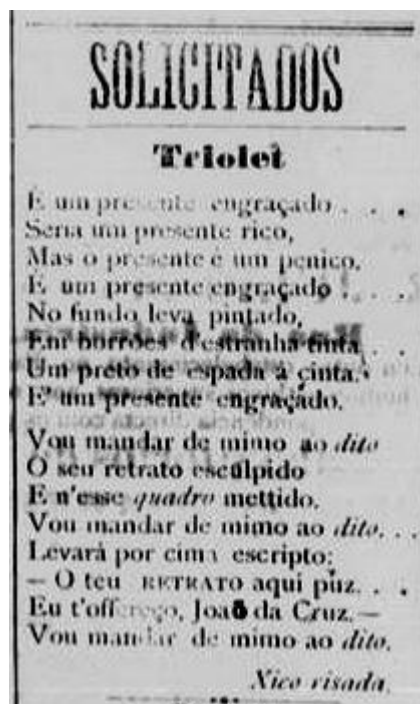 SOLICITADOS
Triolet
É um presente engraçado . . .
Seria um presente rico,
Mas o presente é um penico.
É um presente engraçado . . .
No fundo leva pintado,
Em borrões d'estranha tinta
Um preto de espada á cinta.
É um presente engraçado.
Vou mandar de mimo ao dito
O seu retrato esculpido
E n'esse quadro mettido.
Vou mandar de mimo ao dito. . .
Levará por cima escripto:
— O teu RETRATO aqui puz. . .
Eu t'offereço, João da Cruz.—
Vou mandar de mimo ao dito.
Xico risada.